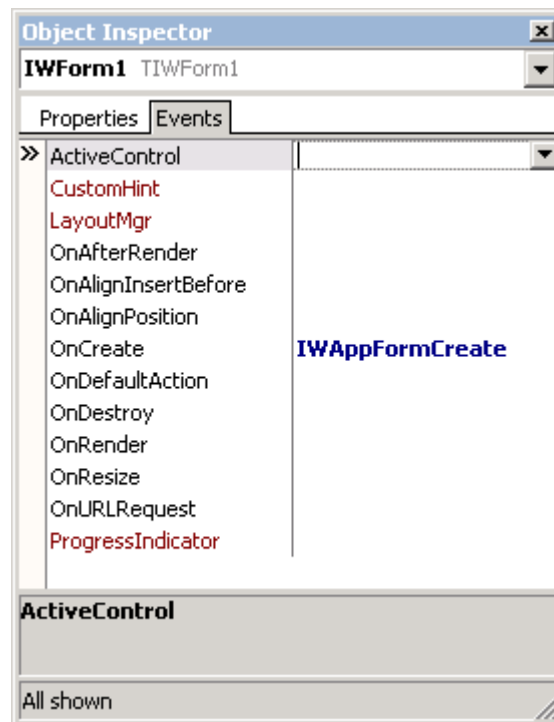 Object Inspector
IWForm1 TIWForm1
Properties Events
ActiveControl
CustomHint
LayoutMgr
OnAfterRender
OnAlignInsertBefore
OnAlignPosition
OnCreate IWAppFormCreate
OnDefaultAction
OnDestroy
OnRender
OnResize
OnURLRequest
ProgressIndicator
ActiveControl
All shown